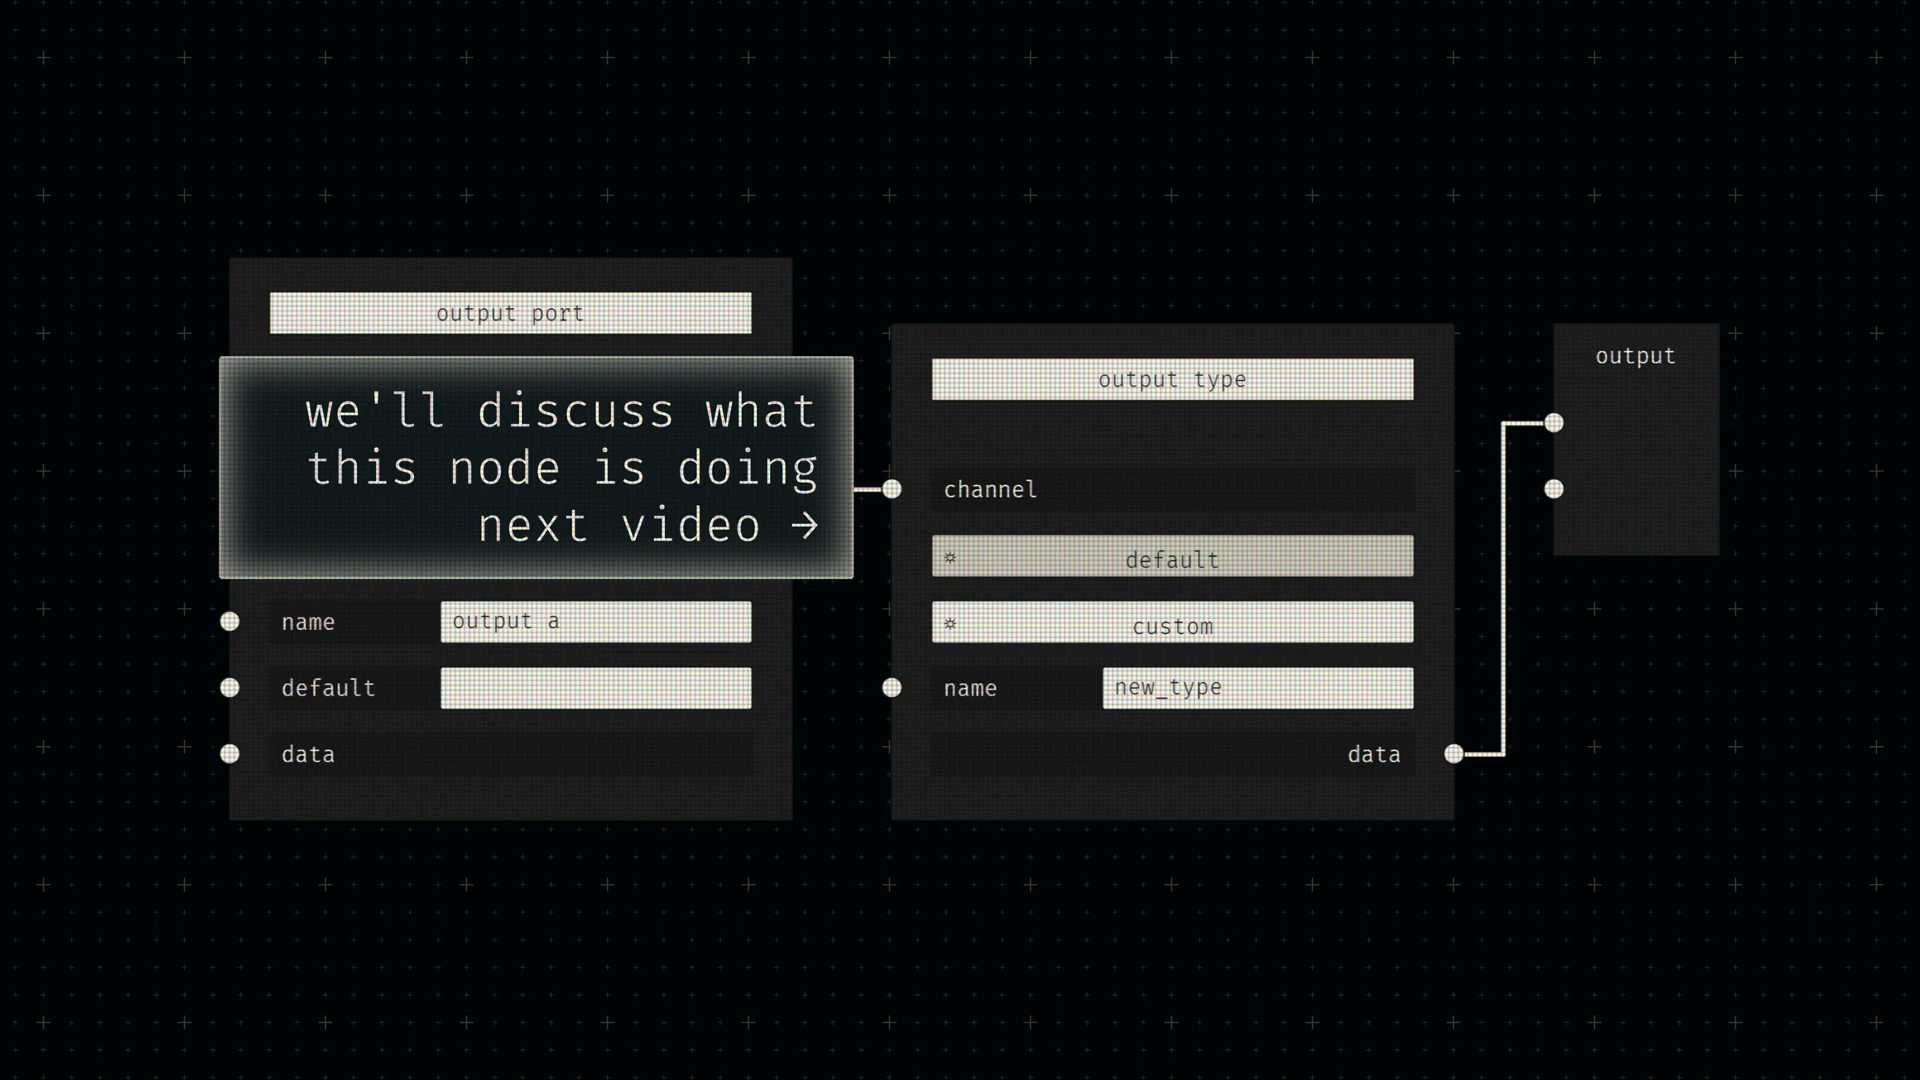 output port
we'll discuss what
this node is doing
next video →
name
output a
default
data
output type
channel
default
custom
name
new_type
data
output